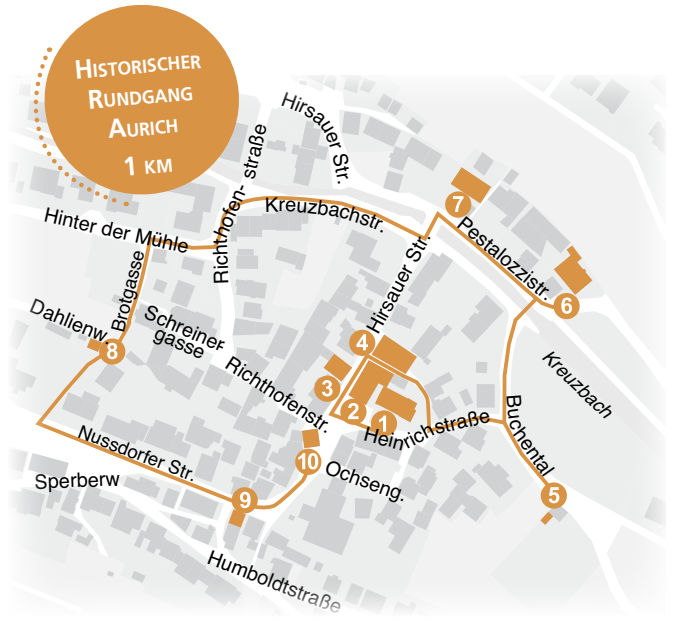 HISTORISCHER
RUNDGANG
AURICH
1 KM
Hirsauer Str.
Richthofen- straße
Kreuzbachstr.
Hinter der Mühle
7
Pestalozzistr.
Hirsauer Str.
6
Brotgasse
Dahlienw.
Schreiner-
gasse
8
4
Kreuzbach
Richthofenstr.
3
2
1
Heinrichstraße
Buchental
Nussdorfer Str.
10
Ochseng.
5
Sperberw
9
Humboldtstraße